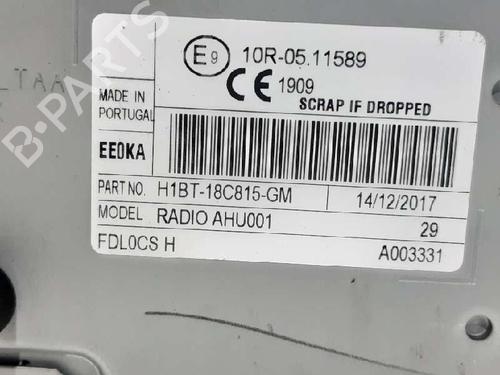 B-PARTS
LTAA
E9 10R-05.11589
CE 1909
SCRAP IF DROPPED
MADE IN
PORTUGAL
EE0KA
PART NO. H1BT-18C815-GM 14/12/2017
MODEL RADIO AHU001 29
FDL0CS H A003331